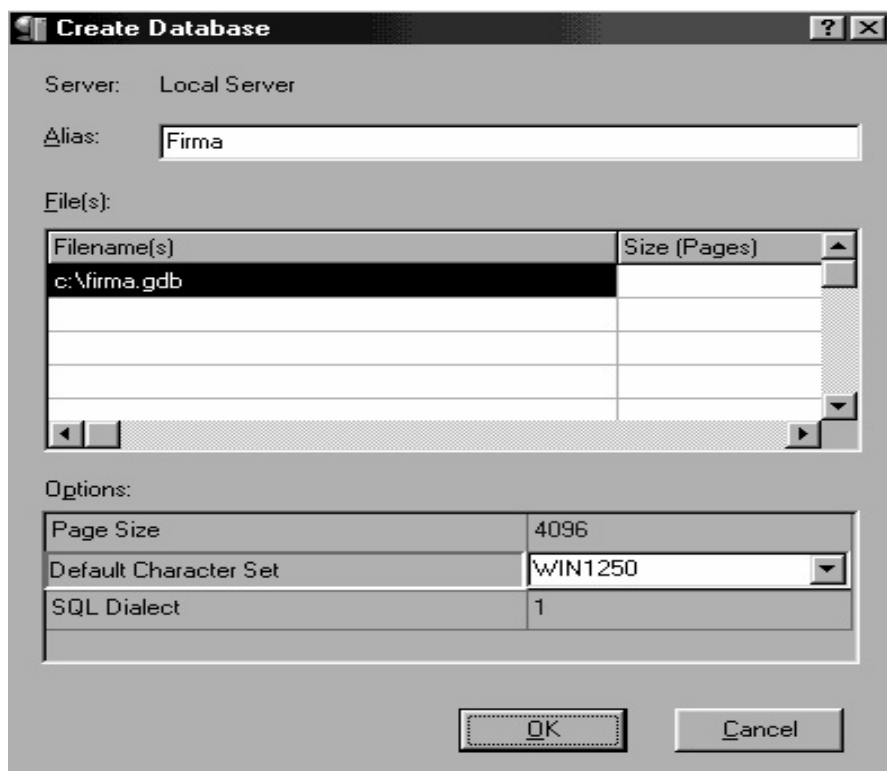 Create Database
Server: Local Server
Alias: Firma
File(s):
Filename(s) Size (Pages)
c:\firma.gdb
Options:
Page Size 4096
Default Character Set WIN1250
SQL Dialect 1
OK Cancel